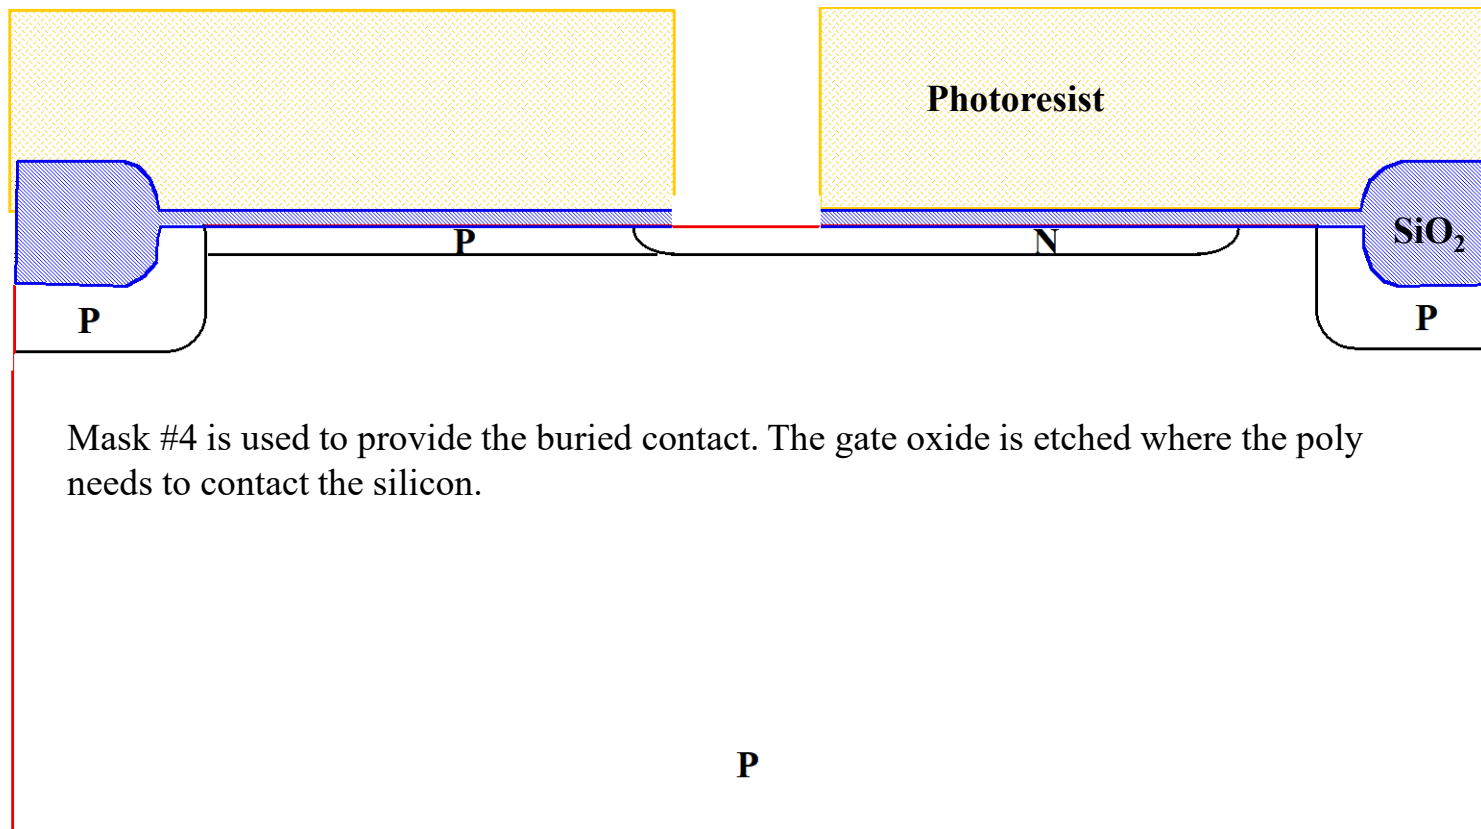 Photoresist
P
N
SiO₂
P
P
Mask #4 is used to provide the buried contact. The gate oxide is etched where the poly
needs to contact the silicon.
P